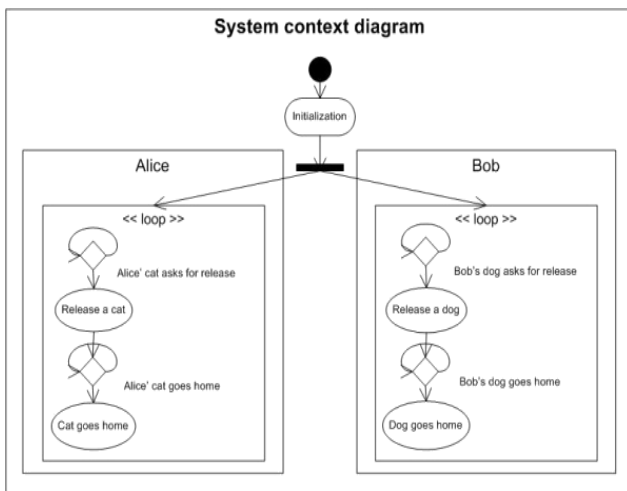 System context diagram
Initialization
Alice
<< loop >>
Alice' cat asks for release
Release a cat
Alice' cat goes home
Cat goes home
Bob
<< loop >>
Bob's dog asks for release
Release a dog
Bob's dog goes home
Dog goes home